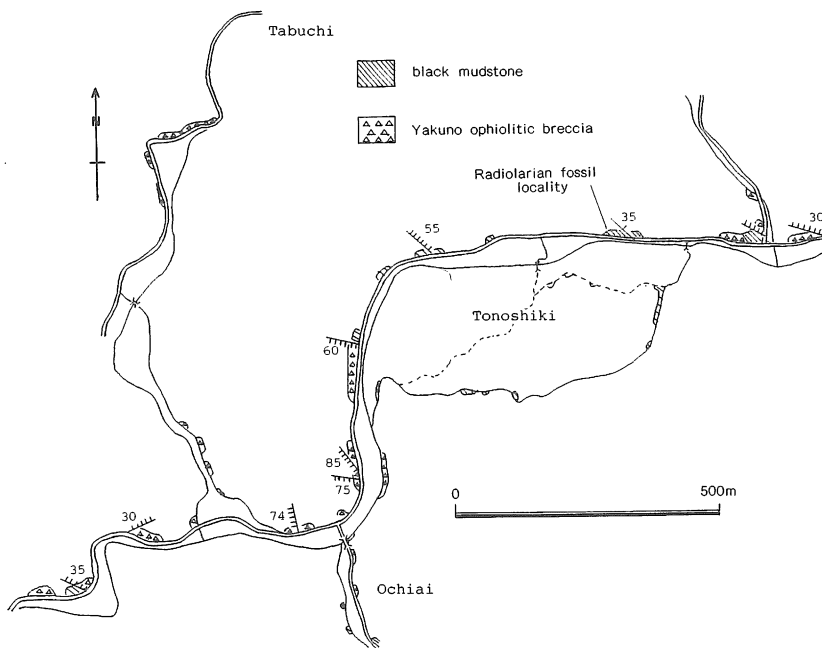 Tabuchi
black mudstone
N
Yakuno ophiolitic breccia
Radiolarian fossil
locality
35
30
55
Tonoshiki
60
85
75
0 500m
74
30
35
Ochiai